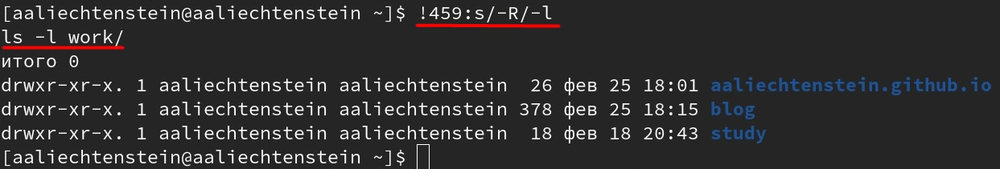 [aaliechtenstein@aaliechtenstein ~]$ !459:s/-R/-l
ls -l work/
итого 0
drwxr-xr-x. 1 aaliechtenstein aaliechtenstein  26 фев 25 18:01 aaliechtenstein.github.io
drwxr-xr-x. 1 aaliechtenstein aaliechtenstein 378 фев 25 18:15 blog
drwxr-xr-x. 1 aaliechtenstein aaliechtenstein  18 фев 18 20:43 study
[aaliechtenstein@aaliechtenstein ~]$